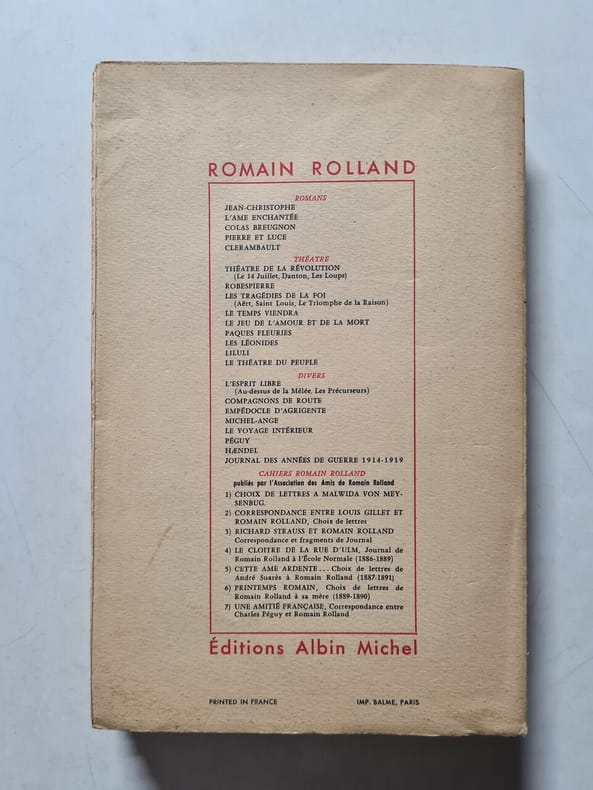 ROMAIN ROLLAND
ROMANS
JEAN-CHRISTOPHE
L'AME ENCHANTÉE
COLAS BREUGNON
PIERRE ET LUCE
CLERAMBAULT
THÉATRE
THÉATRE DE LA RÉVOLUTION
(Le 14 Juillet, Danton, Les Loups)
ROBESPIERRE
LES TRAGÉDIES DE LA FOI
(Aërt, Saint Louis, Le Triomphe de la Raison)
LE TEMPS VIENDRA
LE JEU DE L'AMOUR ET DE LA MORT
PAQUES FLEURIES
LES LÉONIDES
LILULI
LE THÉATRE DU PEUPLE
DIVERS
L'ESPRIT LIBRE
(Au-dessus de la Mêlée, Les Précurseurs)
COMPAGNONS DE ROUTE
EMPÉDOCLE D'AGRIGENTE
MICHEL-ANGE
LE VOYAGE INTÉRIEUR
PÉGUY
HÆNDEL
JOURNAL DES ANNÉES DE GUERRE 1914-1919
CAHIERS ROMAIN ROLLAND
publiés par l'Association des Amis de Romain Rolland
1) CHOIX DE LETTRES A MALWIDA VON MEY-
SENBUG.
2) CORRESPONDANCE ENTRE LOUIS GILLET ET
ROMAIN ROLLAND, Choix de lettres
3) RICHARD STRAUSS ET ROMAIN ROLLAND
Correspondance et fragments de Journal
4) LE CLOITRE DE LA RUE D'ULM, Journal de
Romain Rolland à l'École Normale (1886-1889)
5) CETTE AME ARDENTE... Choix de lettres de
André Suarès à Romain Rolland (1887-1891)
6) PRINTEMPS ROMAIN, Choix de lettres de
Romain Rolland à sa mère (1889-1890)
7) UNE AMITIÉ FRANÇAISE, Correspondance entre
Charles Péguy et Romain Rolland
Éditions Albin Michel
PRINTED IN FRANCE
IMP. BALME, PARIS